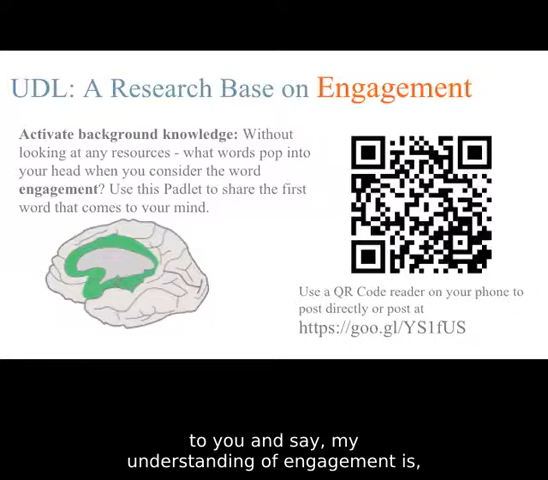 UDL: A Research Base on Engagement
Activate background knowledge: Without
looking at any resources - what words pop into
your head when you consider the word
engagement? Use this Padlet to share the first
word that comes to your mind.
Use a QR Code reader on your phone to
post directly or post at
https://goo.gl/YS1fUS
to you and say, my
understanding of engagement is,